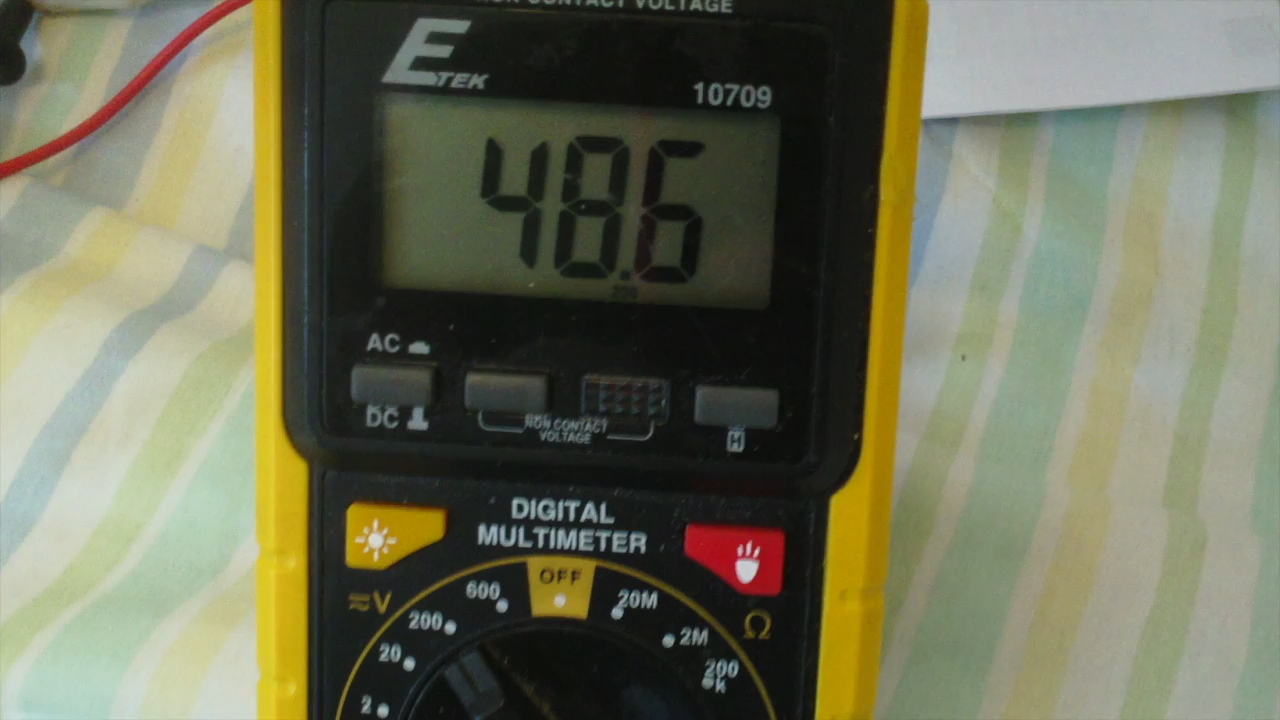 NON CONTACT VOLTAGE
ETEK
10709
48.6
200
AC
DC
NON CONTACT
VOLTAGE
H
DIGITAL
MULTIMETER
OFF
600
20M
V
Ω
200
2M
20
200
k
2